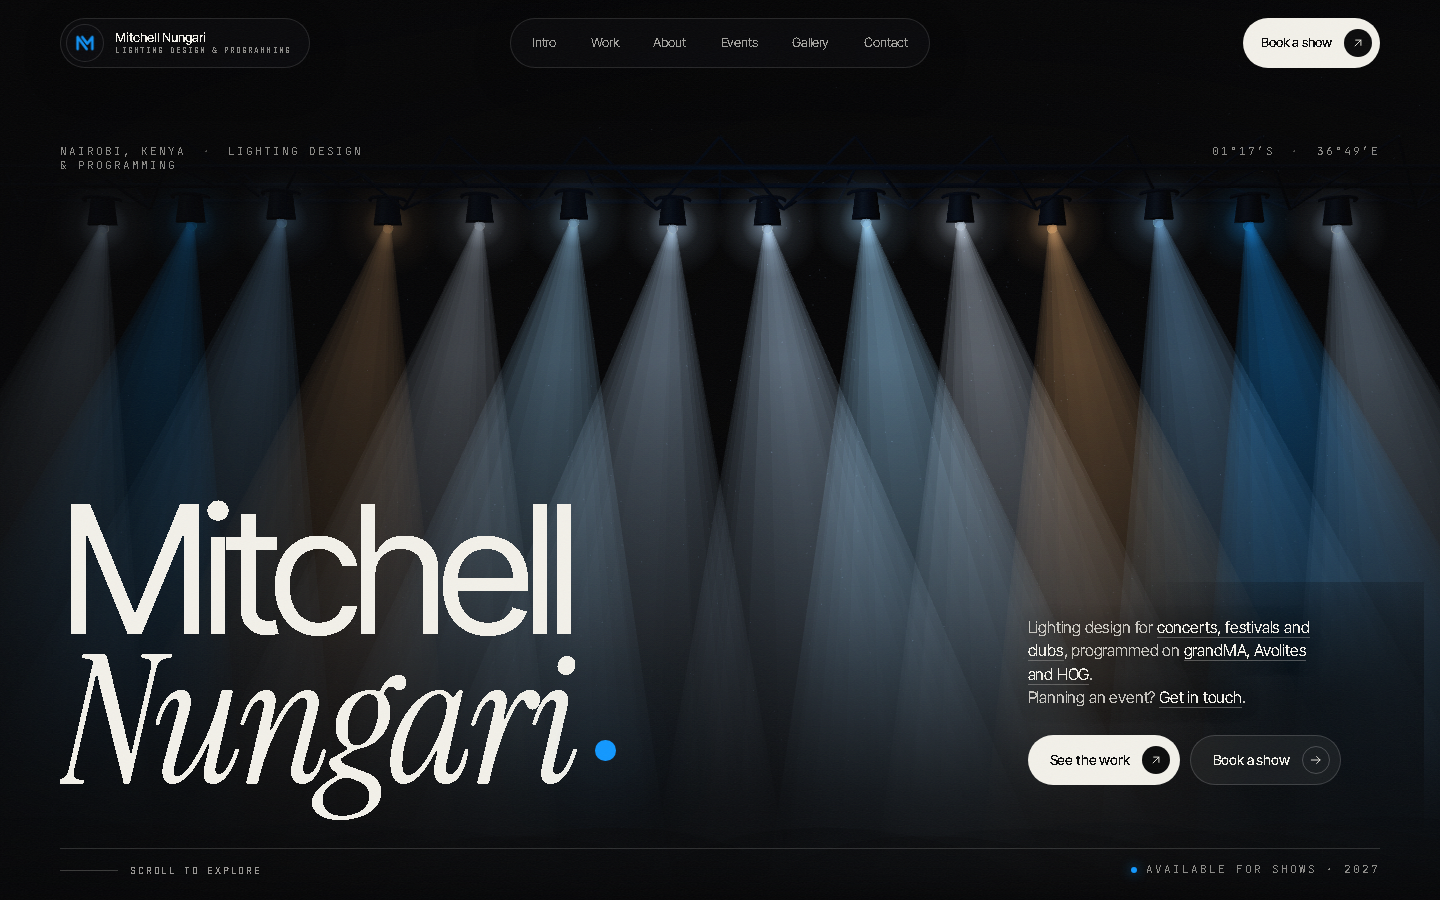 Mitchell Nungari
LIGHTING DESIGN & PROGRAMMING
Intro
Work
About
Events
Gallery
Contact
Book a show
NAIROBI, KENYA · LIGHTING DESIGN
& PROGRAMMING
01°17′S · 36°49′E
Mitchell
Nungari
Lighting design for concerts, festivals and
clubs, programmed on grandMA, Avolites
and HOG.
Planning an event? Get in touch.
See the work
Book a show
SCROLL TO EXPLORE
AVAILABLE FOR SHOWS · 2027